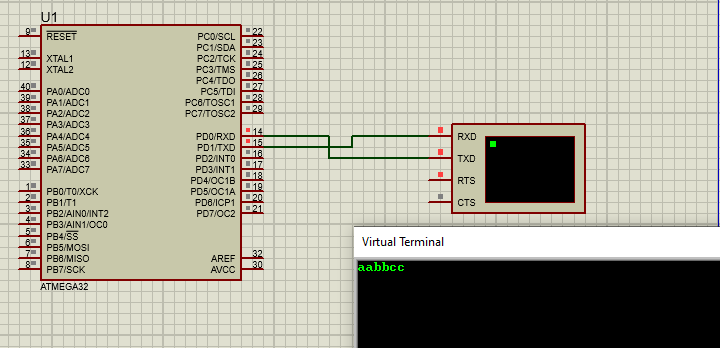 U1
9 RESET
13 XTAL1
12 XTAL2
40 PA0/ADC0
39 PA1/ADC1
38 PA2/ADC2
37 PA3/ADC3
36 PA4/ADC4
35 PA5/ADC5
34 PA6/ADC6
33 PA7/ADC7
1 PB0/T0/XCK
2 PB1/T1
3 PB2/AIN0/INT2
4 PB3/AIN1/OC0
5 PB4/SS
6 PB5/MOSI
7 PB6/MISO
8 PB7/SCK
PC0/SCL 22
PC1/SDA 23
PC2/TCK 24
PC3/TMS 25
PC4/TDO 26
PC5/TDI 27
PC6/TOSC1 28
PC7/TOSC2 29
PD0/RXD 14
PD1/TXD 15
PD2/INT0 16
PD3/INT1 17
PD4/OC1B 18
PD5/OC1A 19
PD6/ICP1 20
PD7/OC2 21
AREF 32
AVCC 30
ATMEGA32
RXD
TXD
RTS
CTS
Virtual Terminal
aabbcc